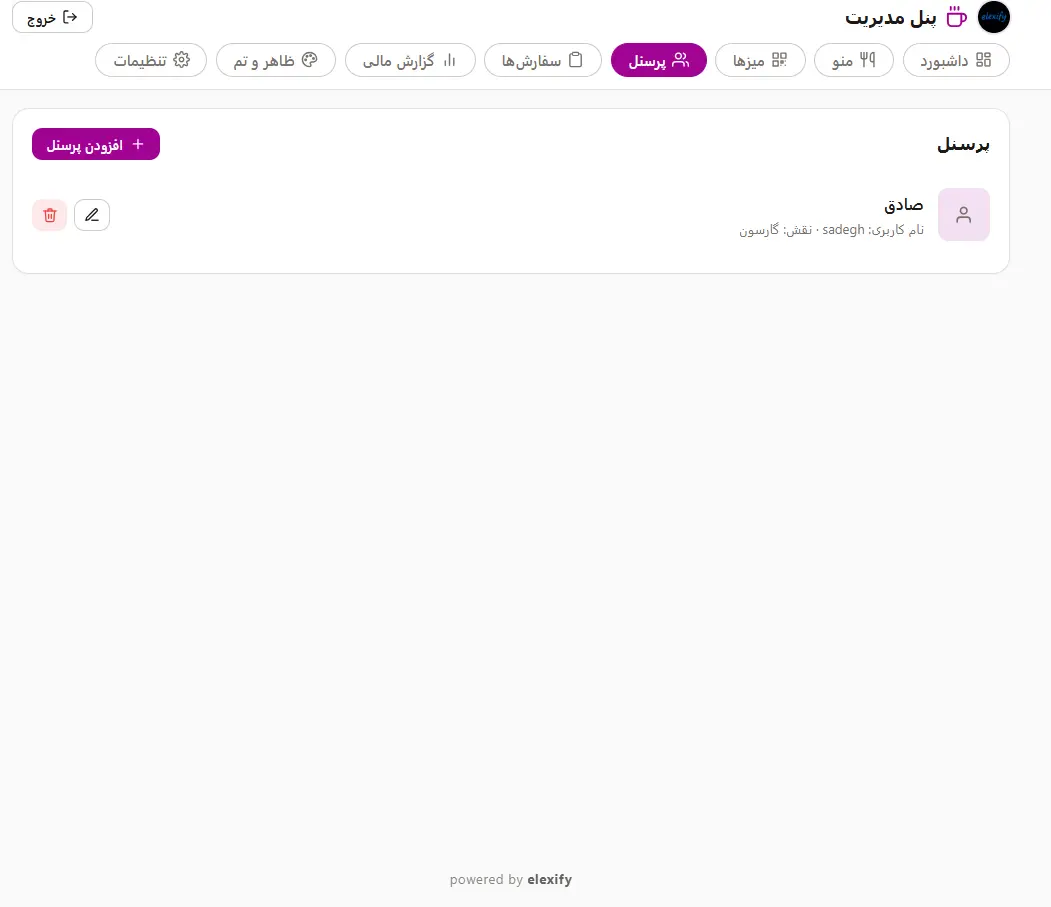 elexify پنل مدیریت خروج
داشبورد منو میزها پرسنل سفارش‌ها گزارش مالی ظاهر و تم تنظیمات
پرسنل + افزودن پرسنل
صادق
نام کاربری: sadegh · نقش: گارسون
powered by elexify